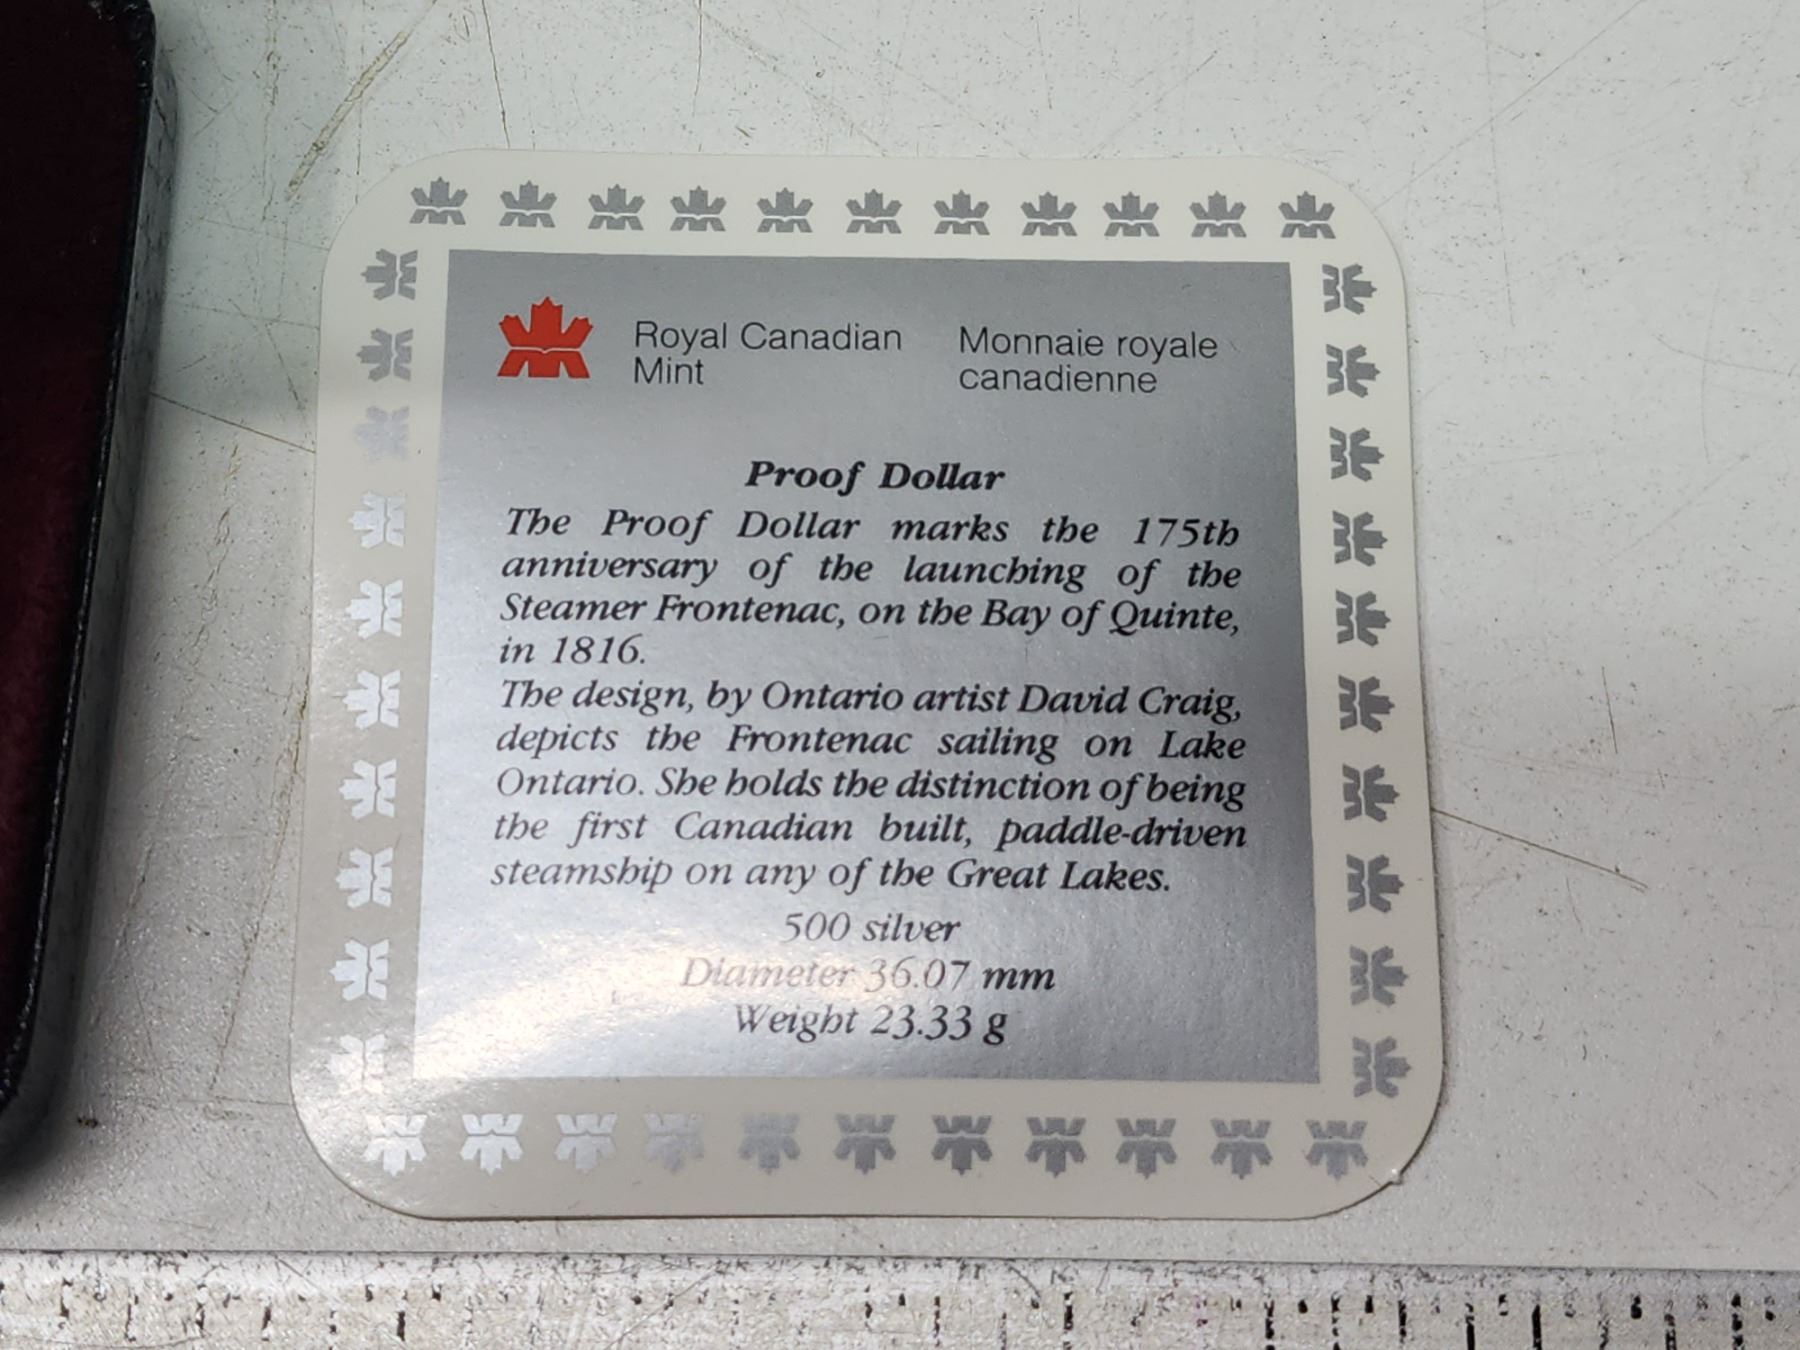 Royal Canadian Mint
Monnaie royale canadienne
Proof Dollar
The Proof Dollar marks the 175th
anniversary of the launching of the
Steamer Frontenac, on the Bay of Quinte,
in 1816.
The design, by Ontario artist David Craig,
depicts the Frontenac sailing on Lake
Ontario. She holds the distinction of being
the first Canadian built, paddle-driven
steamship on any of the Great Lakes.
500 silver
Diameter 36.07 mm
Weight 23.33 g